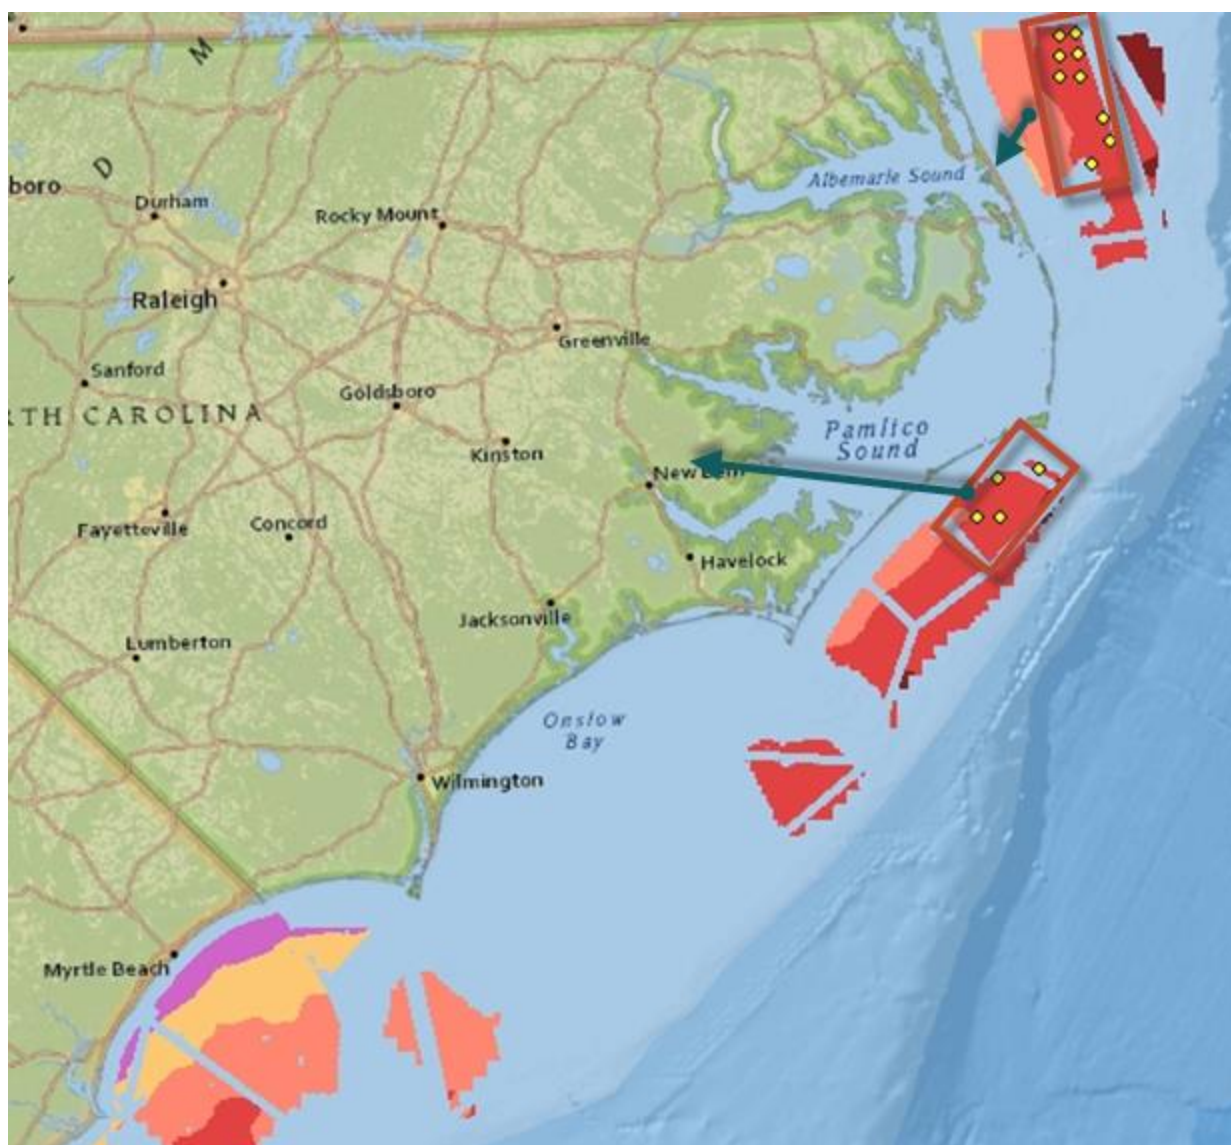 M
D
boro
Durham
Rocky Mount
Albemarle Sound
Raleigh
Greenville
Sanford
Goldsboro
RTH CAROLINA
Pamlico
Sound
Kinston
New Bern
Fayetteville
Concord
Havelock
Jacksonville
Lumberton
Onslow
Bay
Wilmington
Myrtle Beach